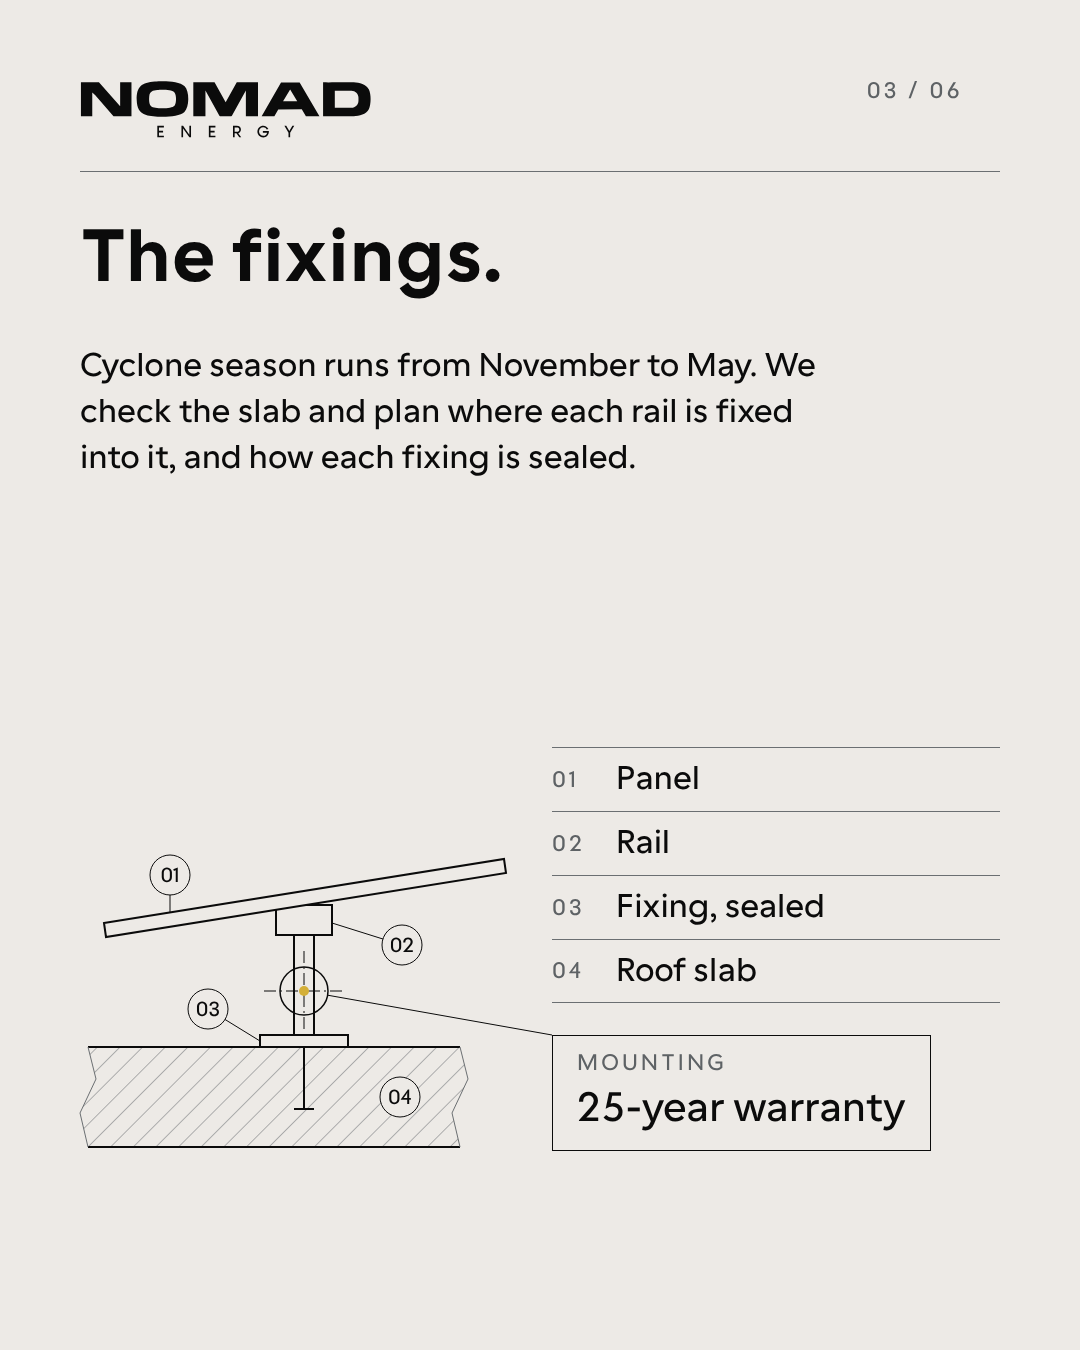 NOMAD
ENERGY
03 / 06
The fixings.
Cyclone season runs from November to May. We
check the slab and plan where each rail is fixed
into it, and how each fixing is sealed.
01 Panel
02 Rail
03 Fixing, sealed
04 Roof slab
01
02
03
04
MOUNTING
25-year warranty